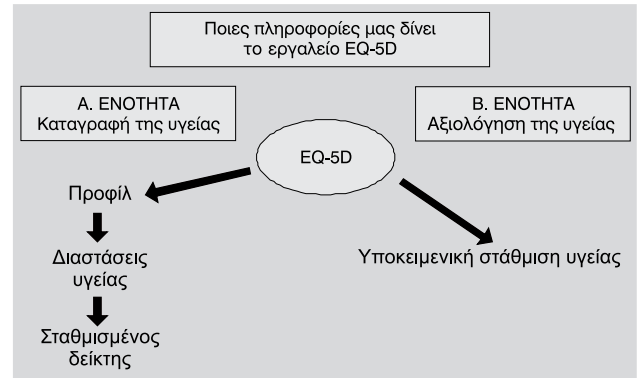 Ποιες πληροφορίες μας δίνει
το εργαλείο EQ-5D
Α. ΕΝΟΤΗΤΑ
Καταγραφή της υγείας
Β. ΕΝΟΤΗΤΑ
Αξιολόγηση της υγείας
EQ-5D
Προφίλ
Διαστάσεις
υγείας
Υποκειμενική στάθμιση υγείας
Σταθμισμένος
δείκτης